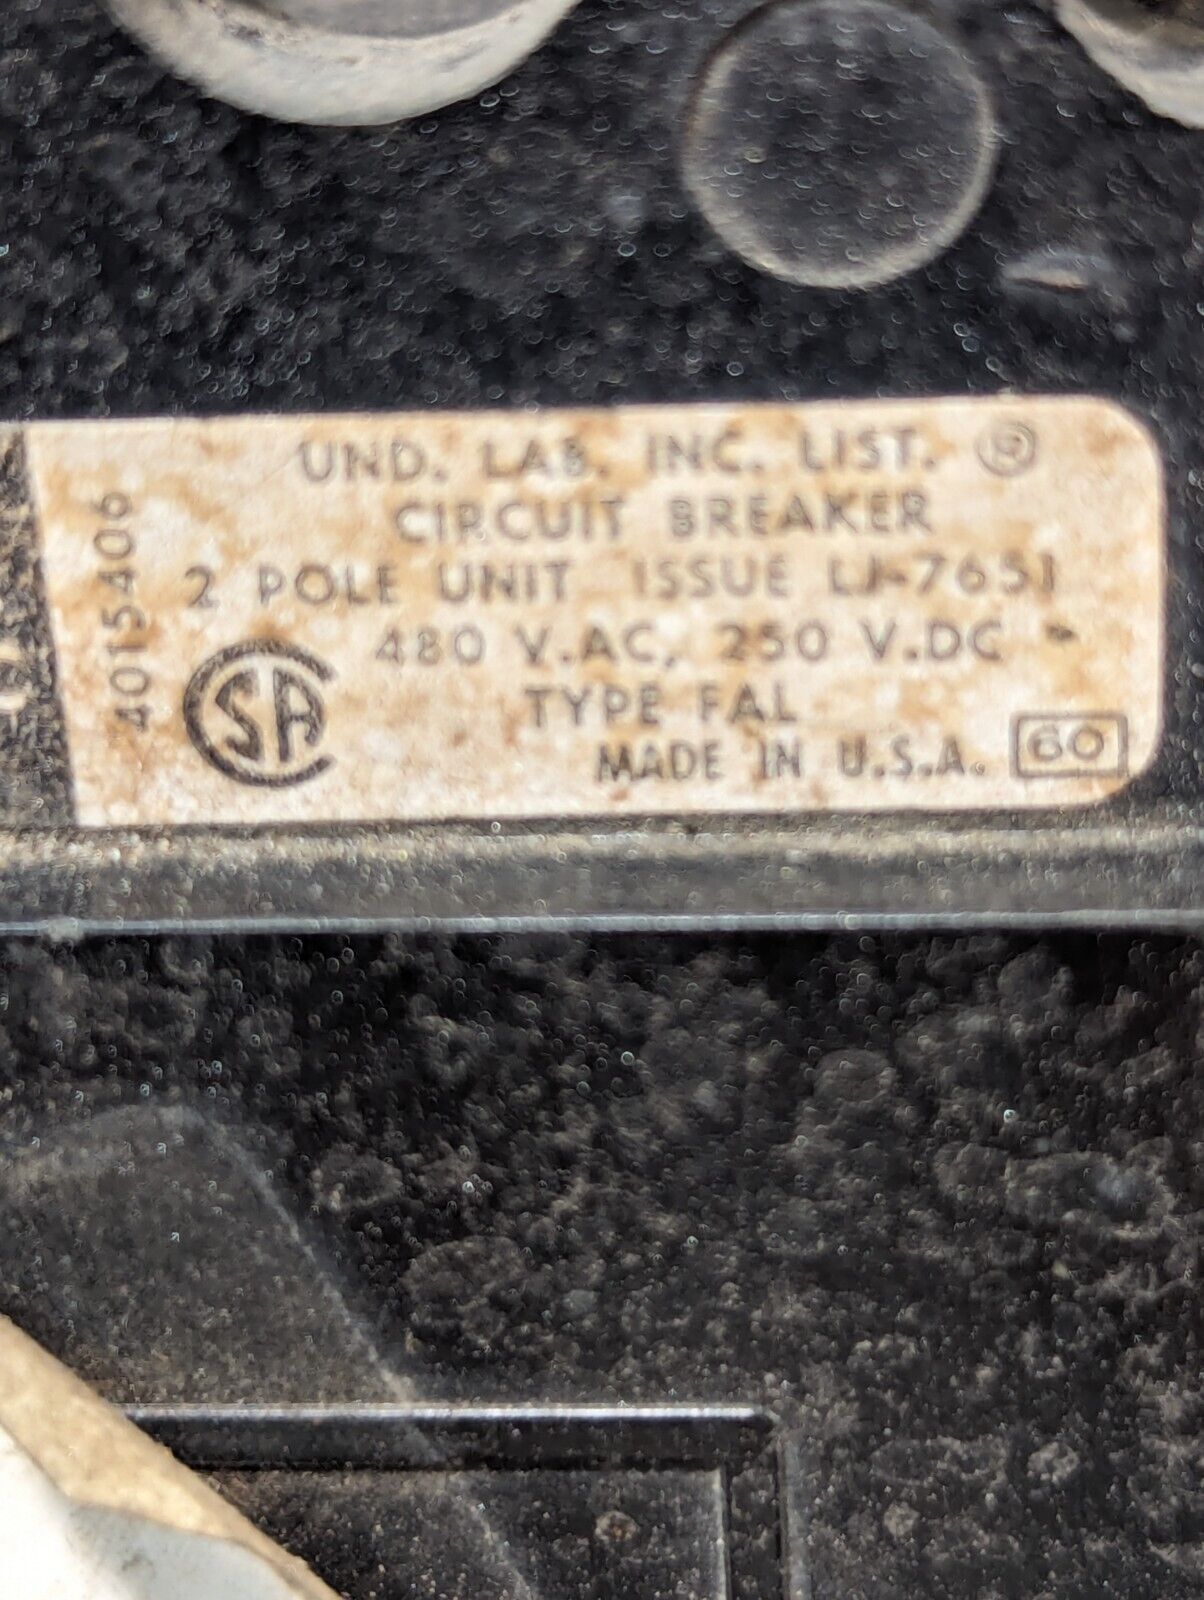 UND. LAB. INC. LIST. ®
CIRCUIT BREAKER
2 POLE UNIT ISSUE LJ-7651
480 V.AC, 250 V.DC
TYPE FAL
MADE IN U.S.A. 60
CSA
4015406